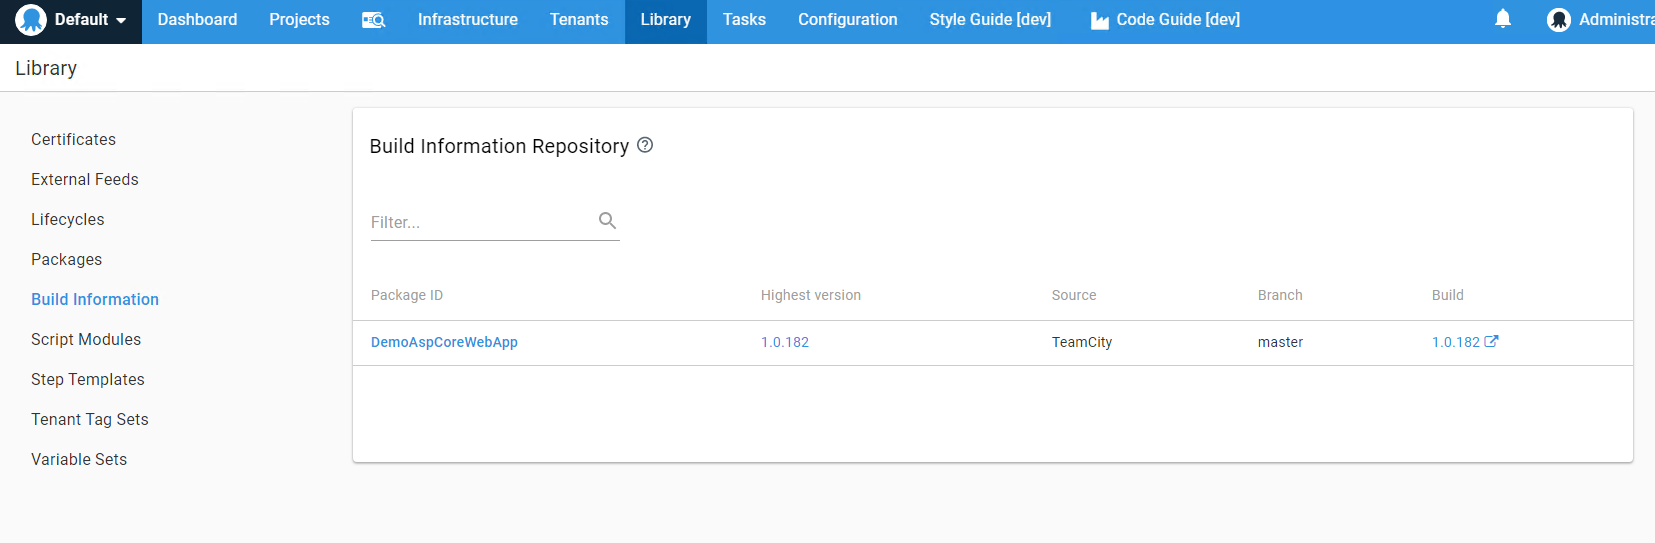 Default Dashboard Projects Infrastructure Tenants Library Tasks Configuration Style Guide [dev] Code Guide [dev] Administra
Library
Certificates
External Feeds
Lifecycles
Packages
Build Information
Script Modules
Step Templates
Tenant Tag Sets
Variable Sets
Build Information Repository
Filter...
Package ID Highest version Source Branch Build
DemoAspCoreWebApp 1.0.182 TeamCity master 1.0.182